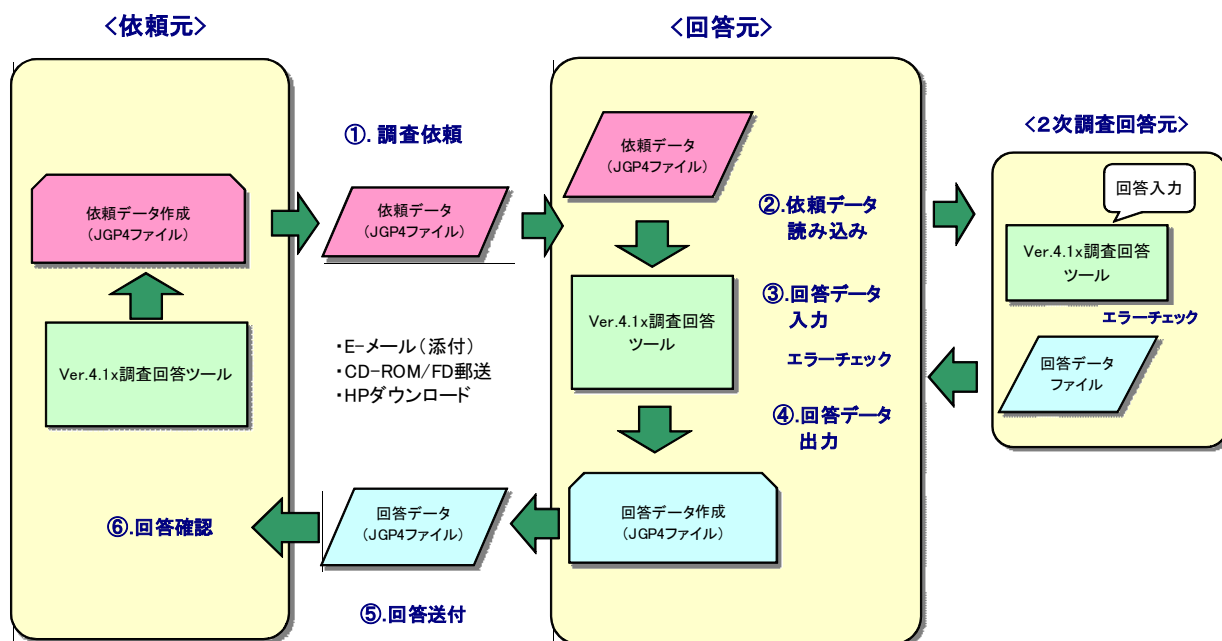 <依頼元>
依頼データ作成
(JGP4ファイル)
Ver.4.1x調査回答ツール
⑥.回答確認
①. 調査依頼
依頼データ
(JGP4ファイル)
・E-メール(添付)
・CD-ROM/FD郵送
・HPダウンロード
回答データ
(JGP4ファイル)
⑤.回答送付
<回答元>
依頼データ
(JGP4ファイル)
②.依頼データ
読み込み
Ver.4.1x調査回答
ツール
③.回答データ
入力
エラーチェック
④.回答データ
出力
回答データ作成
(JGP4ファイル)
<2次調査回答元>
回答入力
Ver.4.1x調査回答
ツール
エラーチェック
回答データ
ファイル